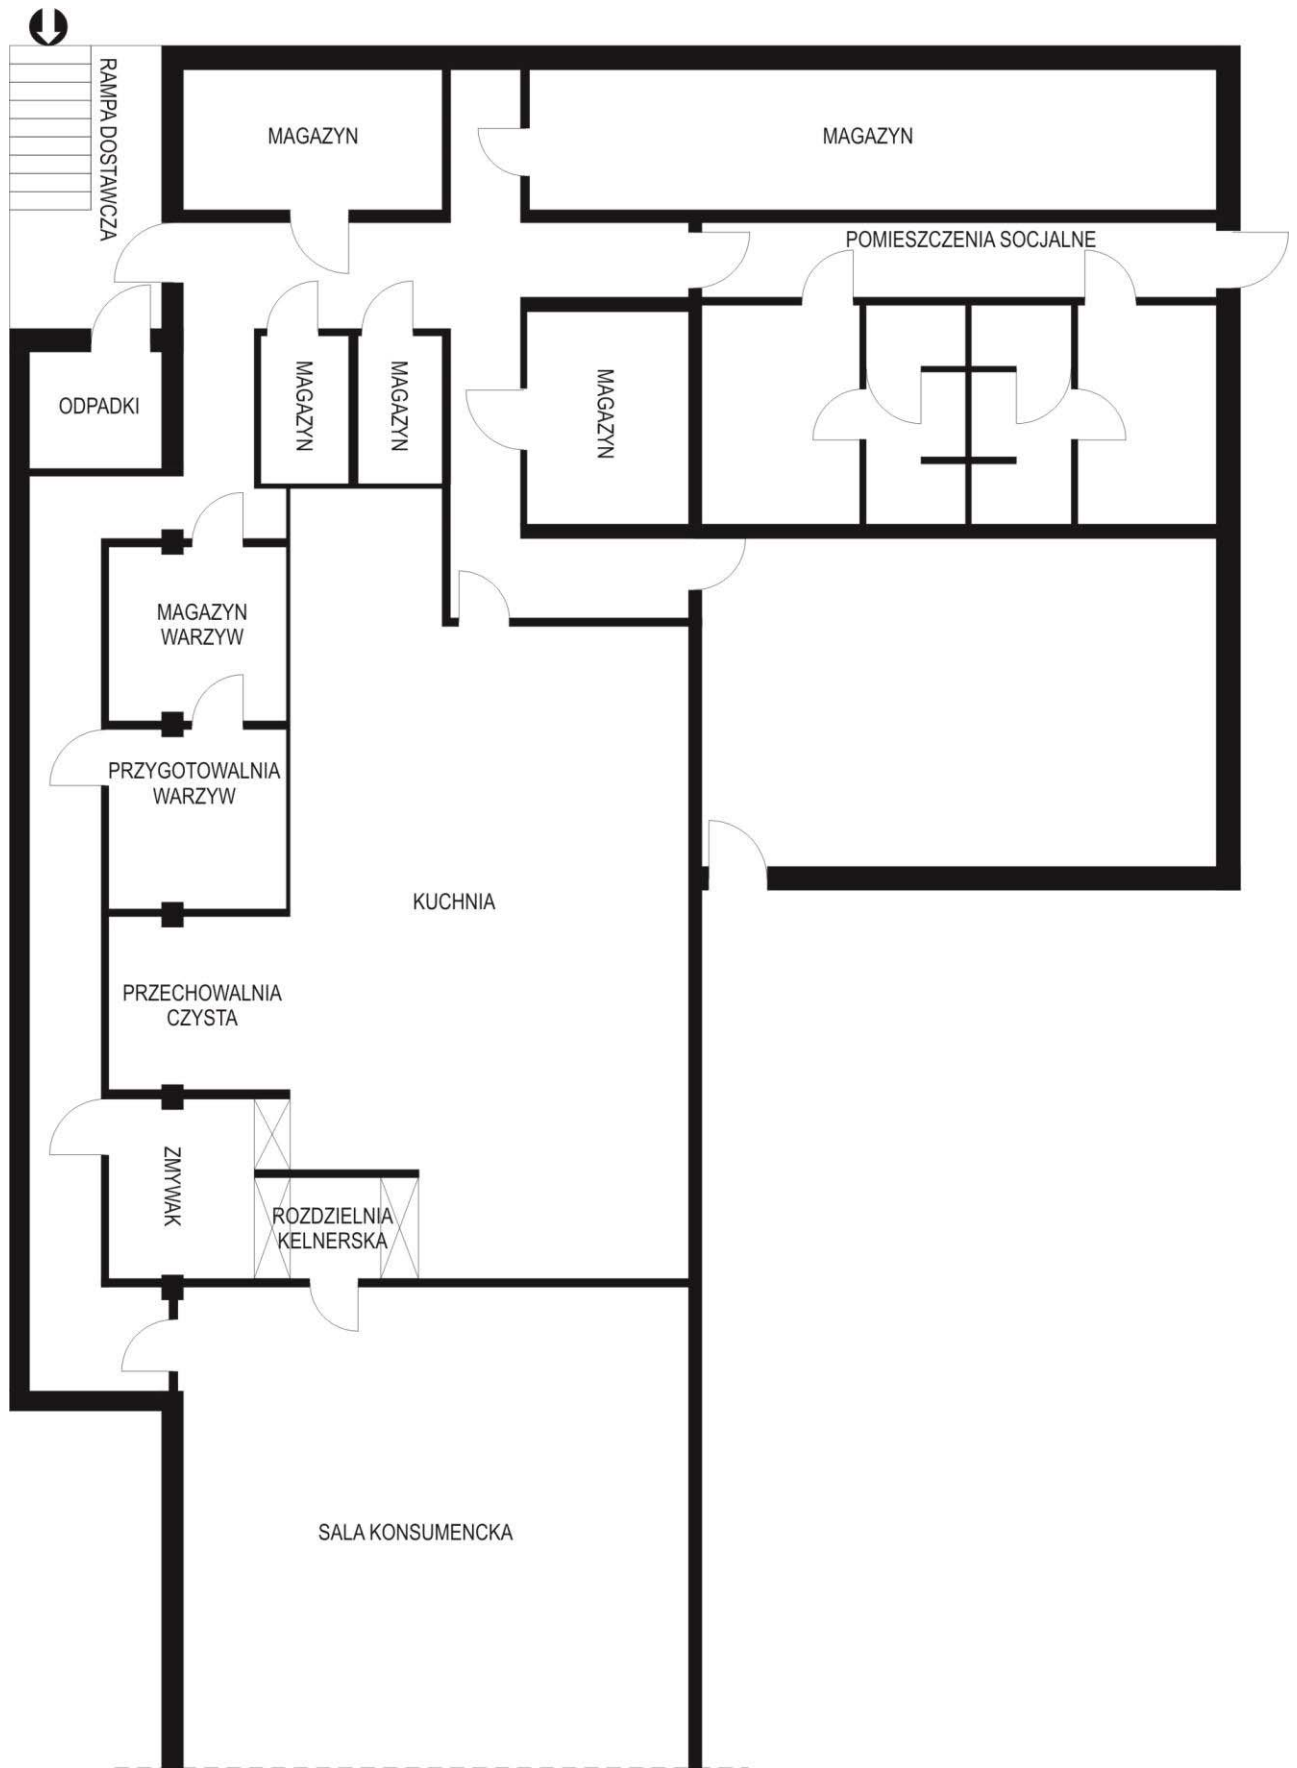 RAMPA DOSTAWCZA
MAGAZYN
MAGAZYN
POMIESZCZENIA SOCJALNE
ODPADKI
MAGAZYN
MAGAZYN
MAGAZYN
MAGAZYN
WARZYW
PRZYGOTOWALNIA
WARZYW
KUCHNIA
PRZECHOWALNIA
CZYSTA
ZMYWAK
ROZDZIELNIA
KELNERSKA
SALA KONSUMENCKA